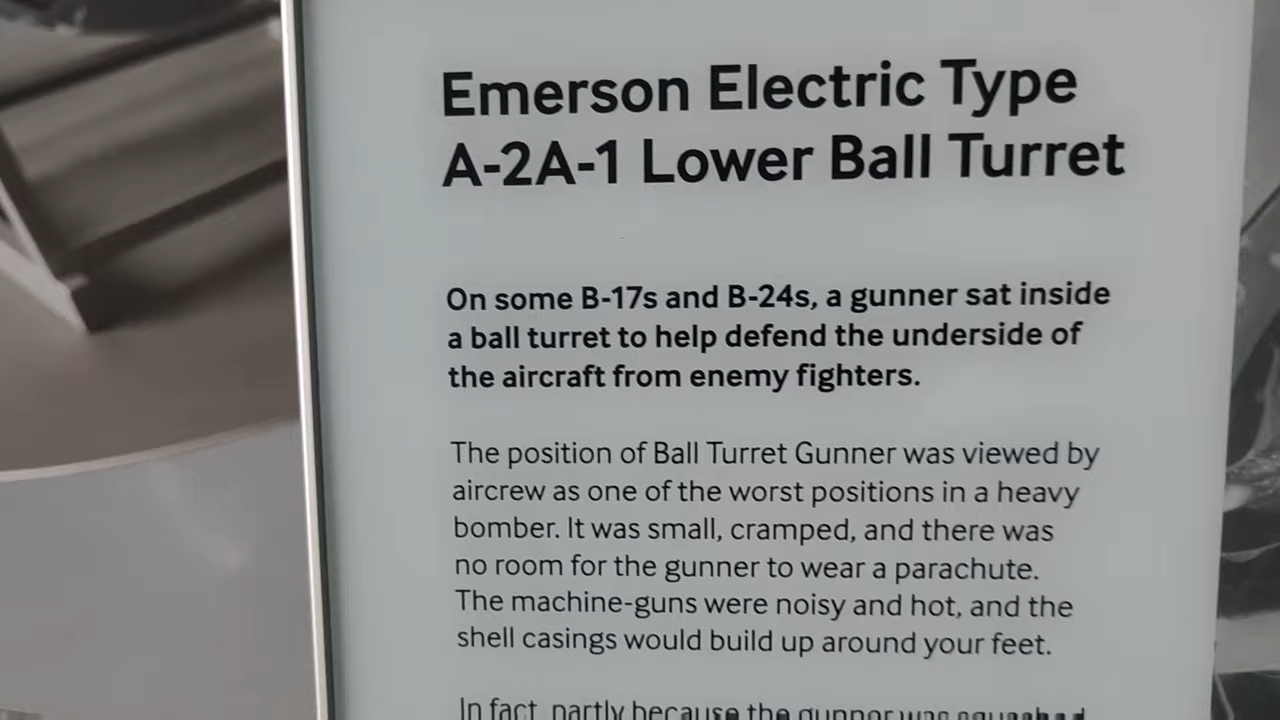 Emerson Electric Type
A-2A-1 Lower Ball Turret
On some B-17s and B-24s, a gunner sat inside
a ball turret to help defend the underside of
the aircraft from enemy fighters.
The position of Ball Turret Gunner was viewed by
aircrew as one of the worst positions in a heavy
bomber. It was small, cramped, and there was
no room for the gunner to wear a parachute.
The machine-guns were noisy and hot, and the
shell casings would build up around your feet.
In fact, partly because the gunner was